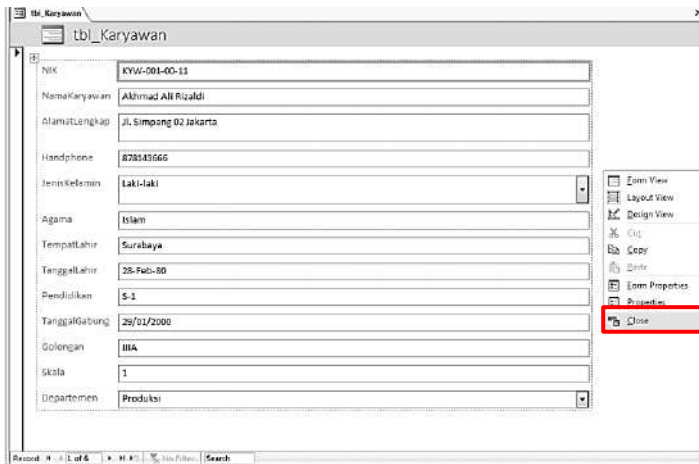 tbl_Karyawan
tbl_Karyawan
NIK KYW-001-00-11
NamaKaryawan Akhmad Ali Rizaldi
AlamatLengkap Jl. Simpang 02 Jakarta
Handphone 878143666
JenisKelamin Laki-laki
Agama Islam
TempatLahir Surabaya
TanggalLahir 28-Feb-80
Pendidikan S-1
TanggalGabung 29/01/2000
Golongan IIIA
Skala 1
Departemen Produksi
Form View
Layout View
Design View
Cut
Copy
Paste
Form Properties
Properties
Close
Record: 1 of 6 No Filter Search